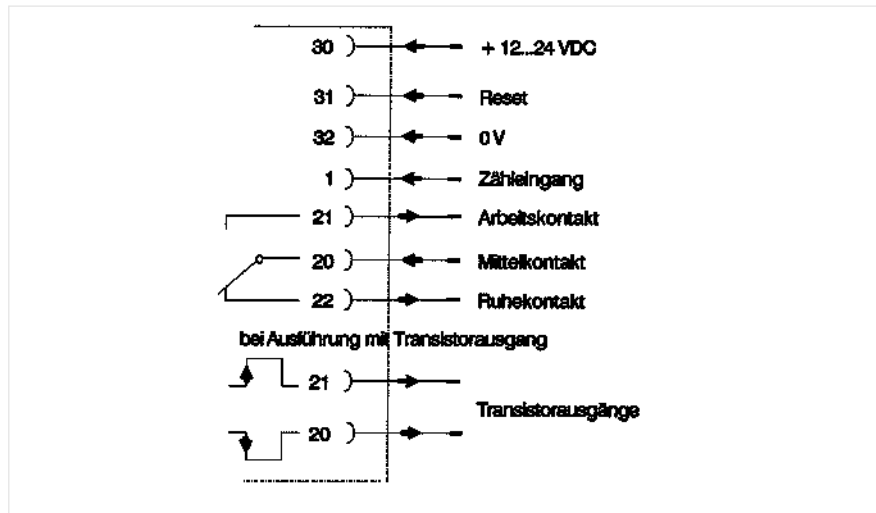 30 + 12...24 VDC
31 Reset
32 0 V
1 Zähleingang
21 Arbeitskontakt
20 Mittelkontakt
22 Ruhekontakt
bei Ausführung mit Transistorausgang
21
Transistorausgänge
20